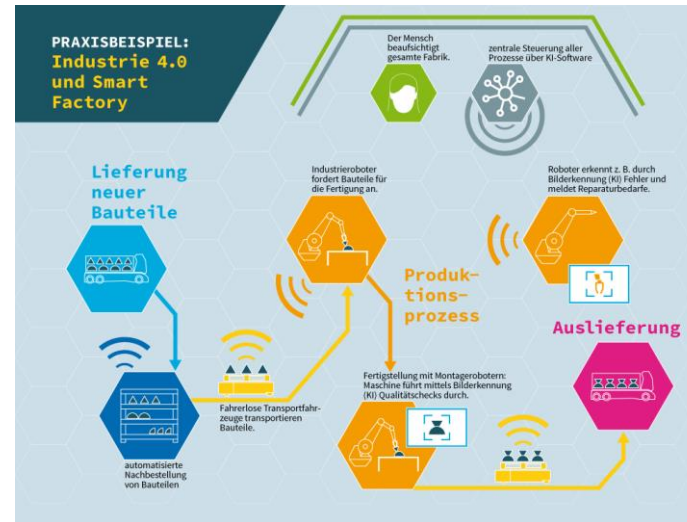 PRAXISBEISPIEL:
Industrie 4.0
und Smart
Factory
Der Mensch
beaufsichtigt
gesamte Fabrik.
zentrale Steuerung aller
Prozesse über KI-Software
Lieferung
neuer
Bauteile
Industrieroboter
fordert Bauteile für
die Fertigung an.
Roboter erkennt z. B. durch
Bilderkennung (KI) Fehler und
meldet Reparaturbedarfe.
Produk-
tions-
prozess
Auslieferung
Fahrerlose Transportfahr-
zeuge transportieren
Bauteile.
Fertigstellung mit Montagerobotern:
Maschine führt mittels Bilderkennung
(KI) Qualitätschecks durch.
automatisierte
Nachbestellung
von Bauteilen